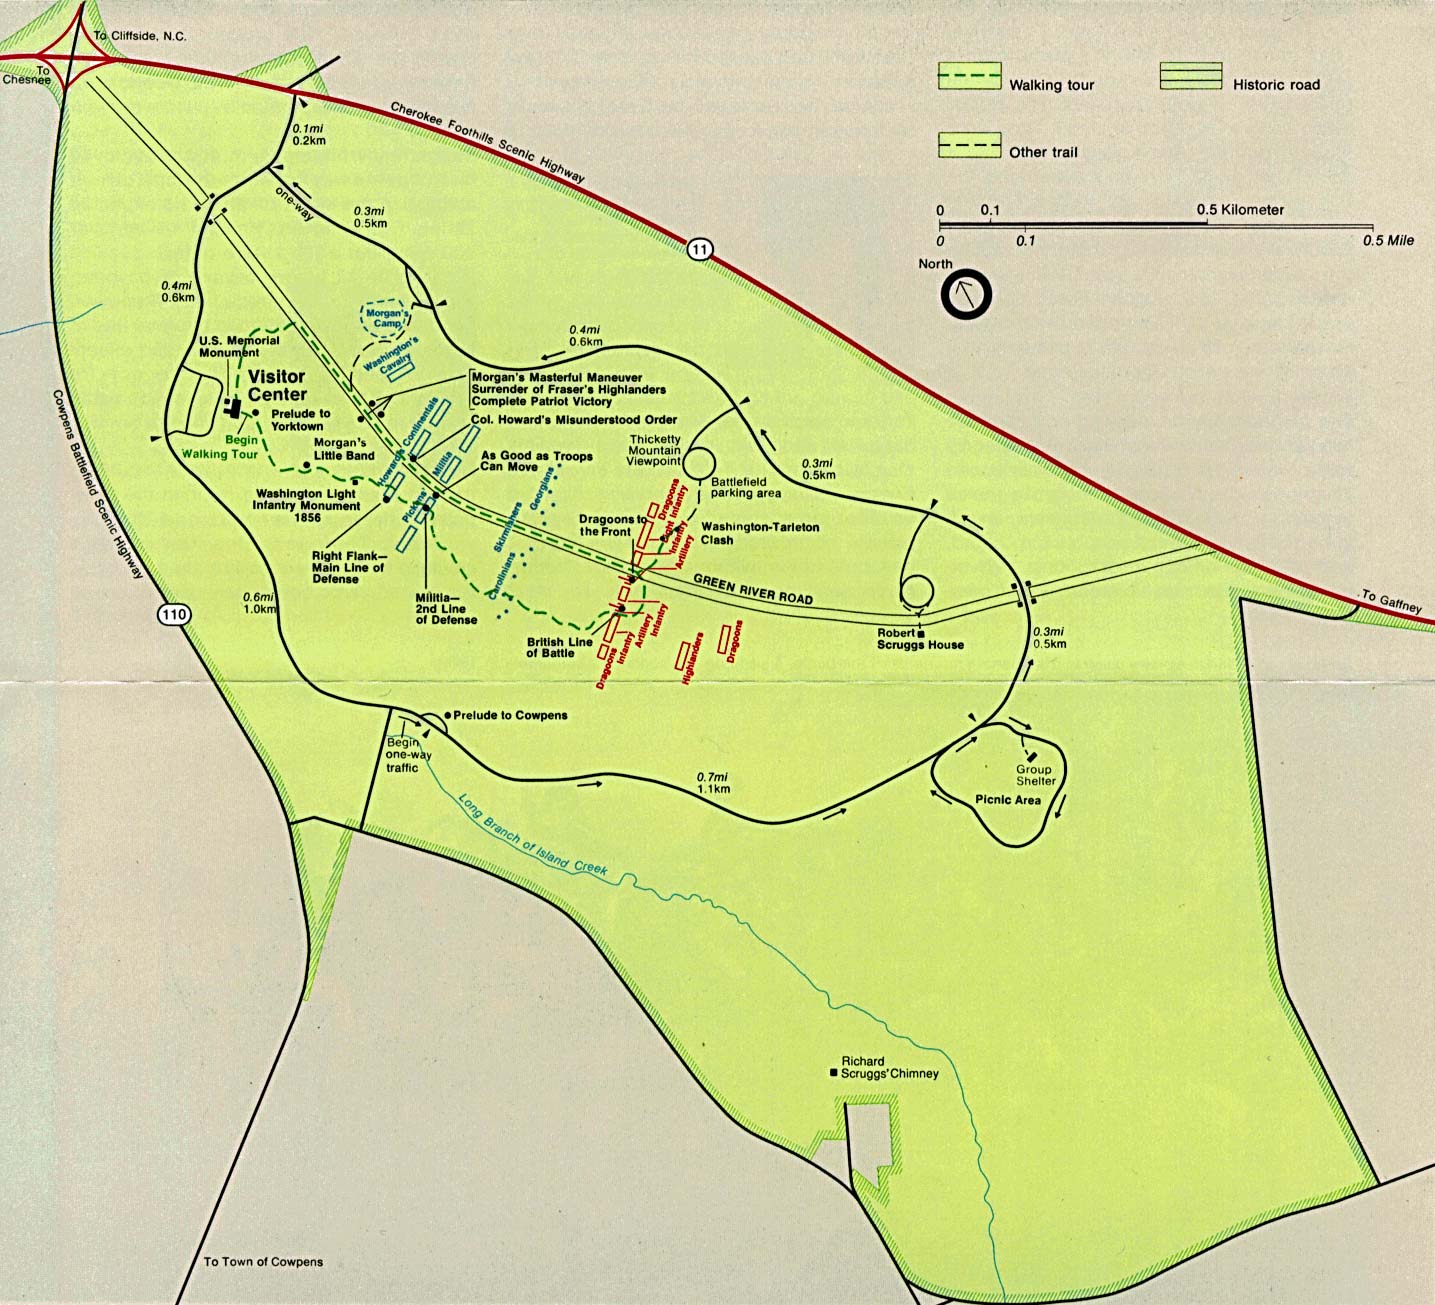 To Cliffside, N.C.
To
Chesnee
Cherokee Foothills Scenic Highway
11
Walking tour
Historic road
Other trail
0 0.1 0.5 Kilometer
0 0.1 0.5 Mile
North
0.1mi
0.2km
one-way
0.3mi
0.5km
0.4mi
0.6km
Morgan's
Camp
Washington's
Cavalry
0.4mi
0.6km
U.S. Memorial
Monument
Visitor
Center
Prelude to
Yorktown
Begin
Walking Tour
Morgan's
Little Band
Washington Light
Infantry Monument
1856
Right Flank—
Main Line of
Defense
Morgan's Masterful Maneuver
Surrender of Fraser's Highlanders
Complete Patriot Victory
Col. Howard's Misunderstood Order
As Good as Troops
Can Move
Howard's Continentals
Pickens' Militia
Skirmishers
Georgians
Carolinians
Militia—
2nd Line
of Defense
Thicketty
Mountain
Viewpoint
Battlefield
parking area
Dragoons to
the Front
Washington-Tarleton
Clash
Dragoons
Light Infantry
Infantry
Artillery
GREEN RIVER ROAD
British Line
of Battle
Dragoons
Infantry
Artillery
Infantry
Highlanders
Dragoons
0.3mi
0.5km
Robert
Scruggs House
0.3mi
0.5km
To Gaffney
Cowpens Battlefield Scenic Highway
110
0.6mi
1.0km
Prelude to Cowpens
Begin
one-way
traffic
0.7mi
1.1km
Group
Shelter
Picnic Area
Long Branch of Island Creek
Richard
Scruggs' Chimney
To Town of Cowpens